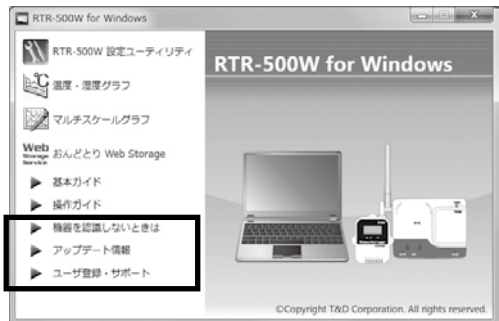 RTR-500W for Windows
RTR-500W for Windows
RTR-500W 設定ユーティリティ
温度・湿度グラフ
マルチスケールグラフ
Web
Storage
Service
おんどとり Web Storage
基本ガイド
操作ガイド
機器を認識しないときは
アップデート情報
ユーザ登録・サポート
©Copyright T&D Corporation. All rights reserved.